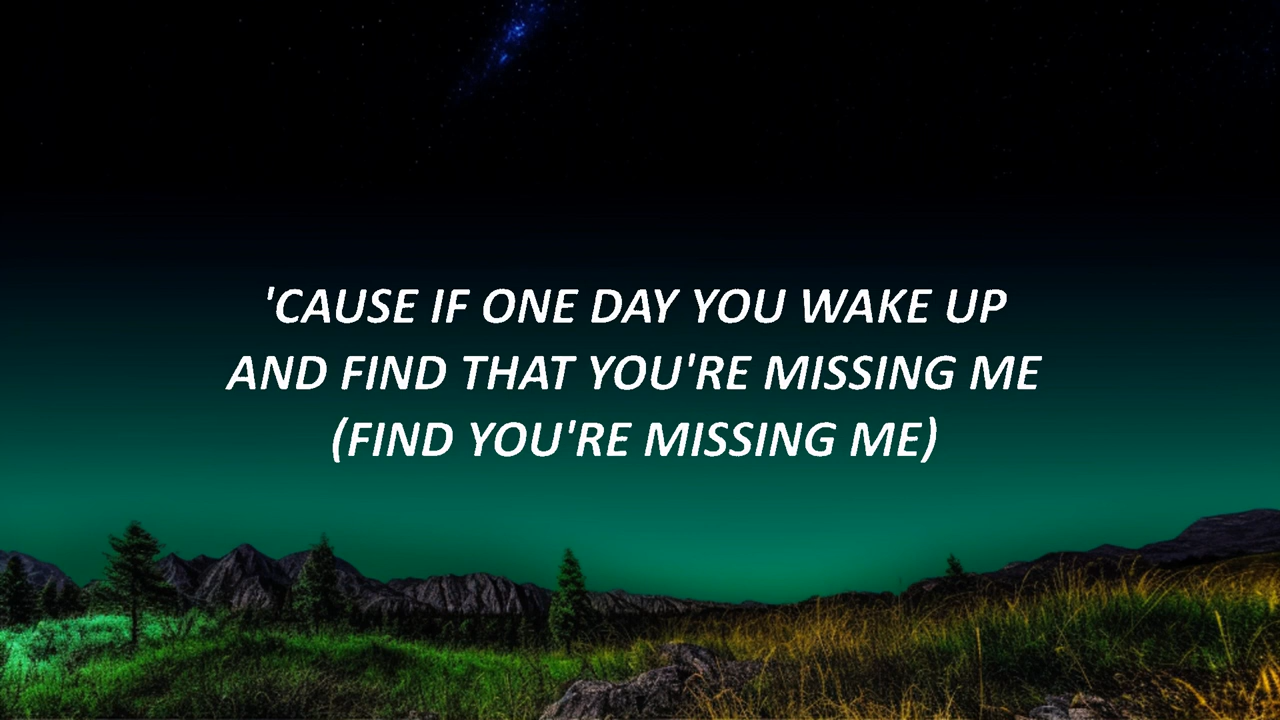 'CAUSE IF ONE DAY YOU WAKE UP
AND FIND THAT YOU'RE MISSING ME
(FIND YOU'RE MISSING ME)